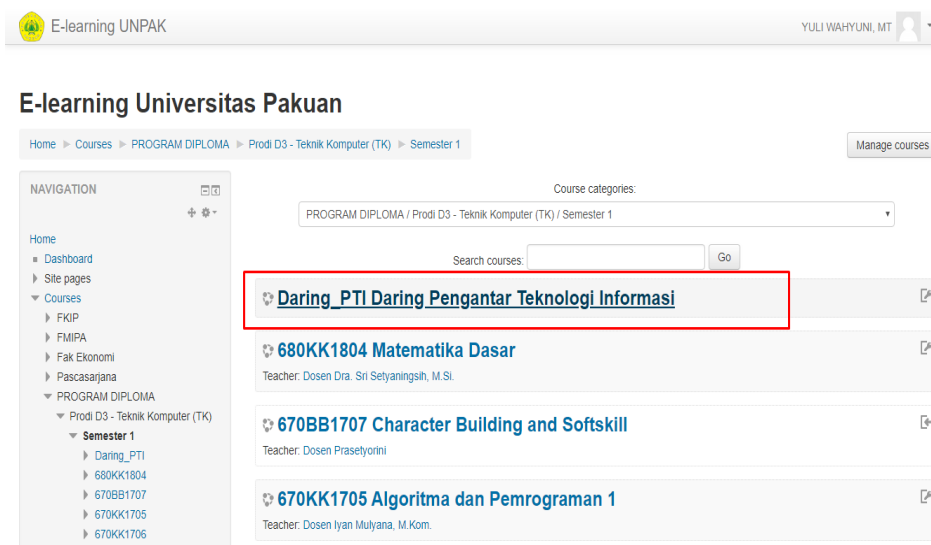 E-learning UNPAK
YULI WAHYUNI, MT
E-learning Universitas Pakuan
Home Courses PROGRAM DIPLOMA Prodi D3 - Teknik Komputer (TK) Semester 1
Manage courses
NAVIGATION
Home
Dashboard
Site pages
Courses
FKIP
FMIPA
Fak Ekonomi
Pascasarjana
PROGRAM DIPLOMA
Prodi D3 - Teknik Komputer (TK)
Semester 1
Daring_PTI
680KK1804
670BB1707
670KK1705
670KK1706
Course categories:
PROGRAM DIPLOMA / Prodi D3 - Teknik Komputer (TK) / Semester 1
Search courses:
Go
Daring_PTI Daring Pengantar Teknologi Informasi
680KK1804 Matematika Dasar
Teacher: Dosen Dra. Sri Setyaningsih, M.Si.
670BB1707 Character Building and Softskill
Teacher: Dosen Prasetyorini
670KK1705 Algoritma dan Pemrograman 1
Teacher: Dosen Iyan Mulyana, M.Kom.